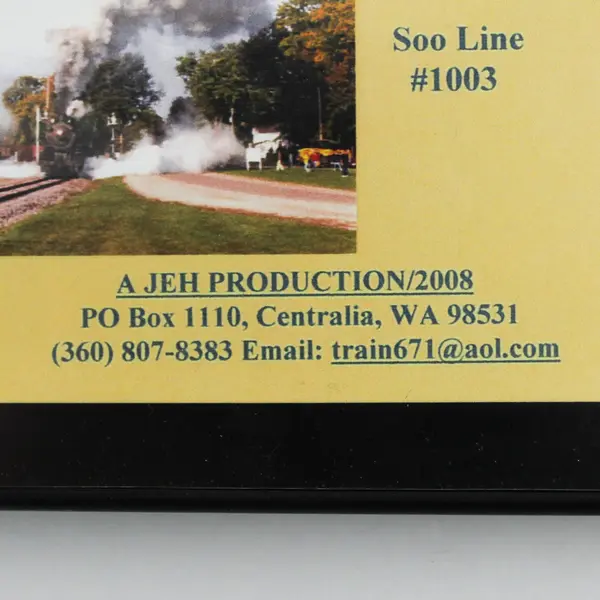 Soo Line
#1003
A JEH PRODUCTION/2008
PO Box 1110, Centralia, WA 98531
(360) 807-8383 Email: train671@aol.com